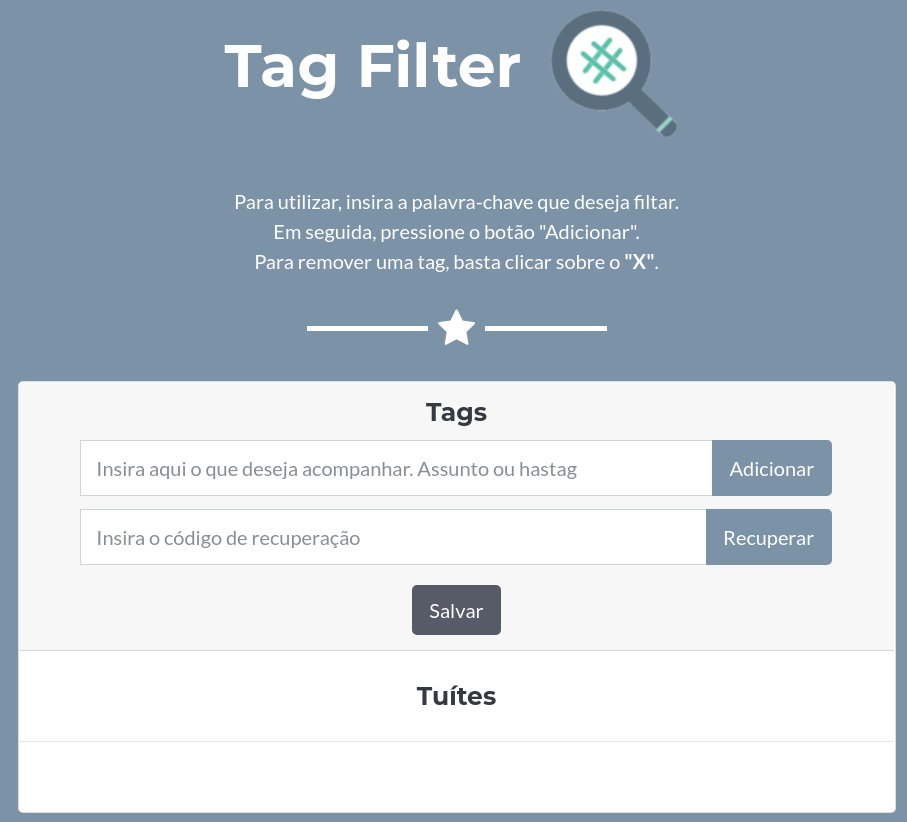 Tag Filter
Para utilizar, insira a palavra-chave que deseja filtar.
Em seguida, pressione o botão "Adicionar".
Para remover uma tag, basta clicar sobre o "X".
Tags
Insira aqui o que deseja acompanhar. Assunto ou hastag
Adicionar
Insira o código de recuperação
Recuperar
Salvar
Tuítes